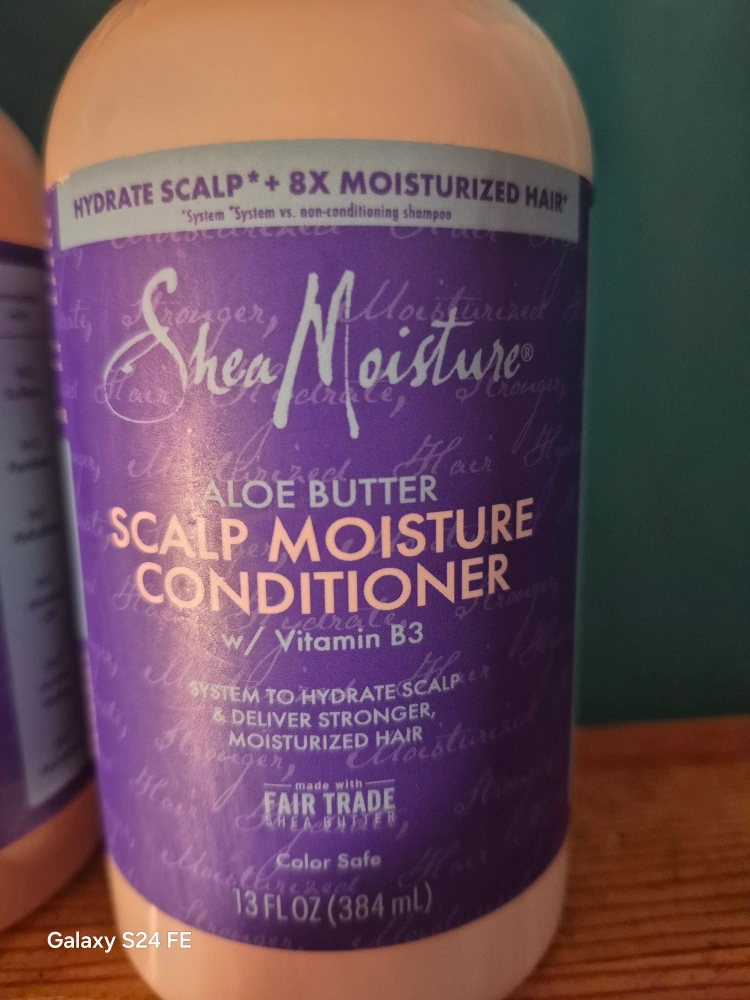 HYDRATE SCALP* + 8X MOISTURIZED HAIR*
*System *System vs. non-conditioning shampoo
SheaMoisture®
ALOE BUTTER
SCALP MOISTURE
CONDITIONER
w/ Vitamin B3
SYSTEM TO HYDRATE SCALP
& DELIVER STRONGER,
MOISTURIZED HAIR
made with
FAIR TRADE
SHEA BUTTER
Color Safe
13 FL OZ (384 mL)
Galaxy S24 FE